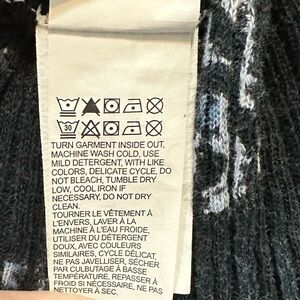 30
TURN GARMENT INSIDE OUT,
MACHINE WASH COLD, USE
MILD DETERGENT, WITH LIKE
COLORS, DELICATE CYCLE, DO
NOT BLEACH, TUMBLE DRY
LOW, COOL IRON IF
NECESSARY, DO NOT DRY
CLEAN.
TOURNER LE VÊTEMENT À
L'ENVERS, LAVER À LA
MACHINE À L'EAU FROIDE,
UTILISER DU DÉTERGENT
DOUX, AVEC COULEURS
SIMILAIRES, CYCLE DÉLICAT,
NE PAS JAVELLISER, SÉCHER
PAR CULBUTAGE À BASSE
TEMPÉRATURE, REPASSER À
FROID SI NÉCESSAIRE, NE PAS
NETTOYER À SEC.